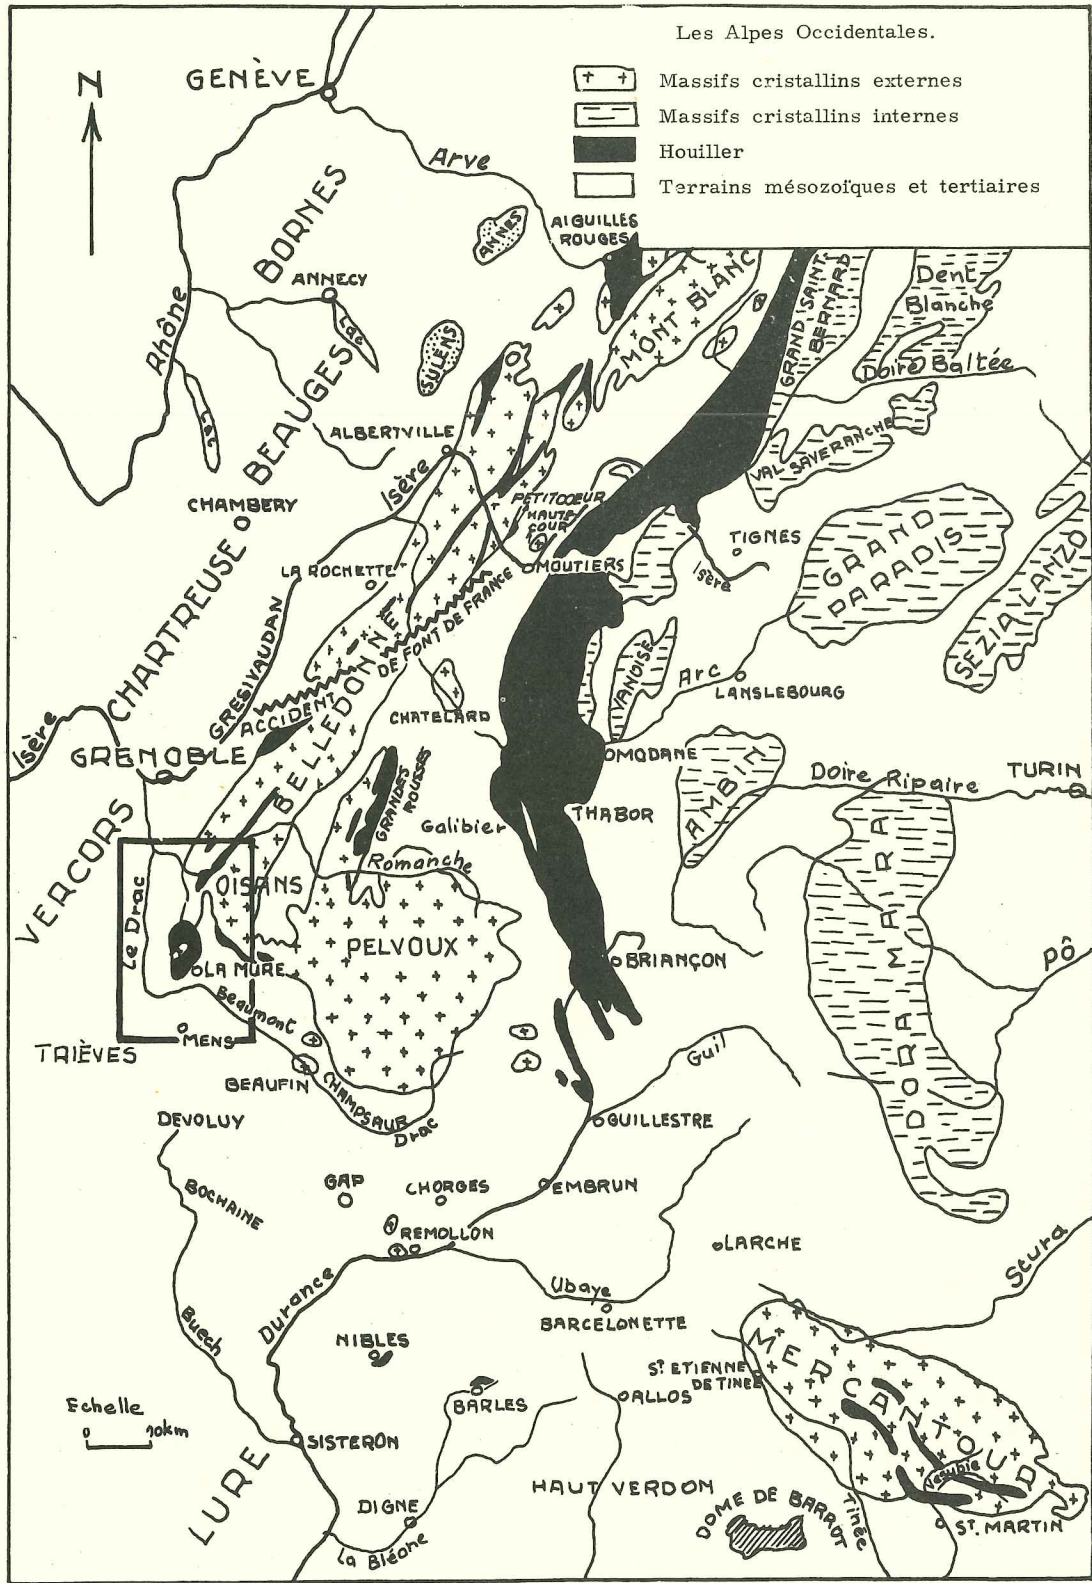 Les Alpes Occidentales.
Massifs cristallins externes
Massifs cristallins internes
Houiller
Terrains mésozoïques et tertiaires
N
GENÈVE
Arve
BORNES
ANNES
AIGUILLES
ROUGES
ANNECY
Lac
Rhône
SULENS
MONT BLANC
GRAND SAINT-
BERNARD
Dent
Blanche
Doire Baltée
Lac
BEAUGES
ALBERTVILLE
Isère
VAL SAVERANCHE
CHAMBERY
PETITCOEUR
HAUTE-
COUR
MOUTIERS
TIGNES
Isère
GRAND
PARADIS
SEZIA LANZO
LA ROCHETTE
CHARTREUSE
GRESIVAUDAN
ACCIDENT DE FONT DE FRANCE
BELLEDONNE
CHATELARD
VANOISE
Arc
LANSLEBOURG
Isère
GRENOBLE
MODANE
AMBIN
Doire Ripaire
TURIN
GRANDES
ROUSSES
Galibier
THABOR
VERCORS
Romanche
OISANS
Le Drac
PELVOUX
LA MURE
BRIANÇON
DORA MAIRA
PÔ
Beaumont
MENS
TRIÈVES
BEAUFIN
CHAMPSAUR
Drac
Guil
GUILLESTRE
DEVOLUY
BOCHAINE
GAP
CHORGES
EMBRUN
REMOLLON
LARCHE
Stura
Durance
Ubaye
BARCELONETTE
Buech
NIBLES
ST ETIENNE
DE TINÉE
MERCANTOUR
Echelle
0 10km
BARLES
ALLOS
SISTERON
LURE
Vesubie
HAUT VERDON
DIGNE
DOME DE BARROT
Tinée
ST. MARTIN
La Bléone